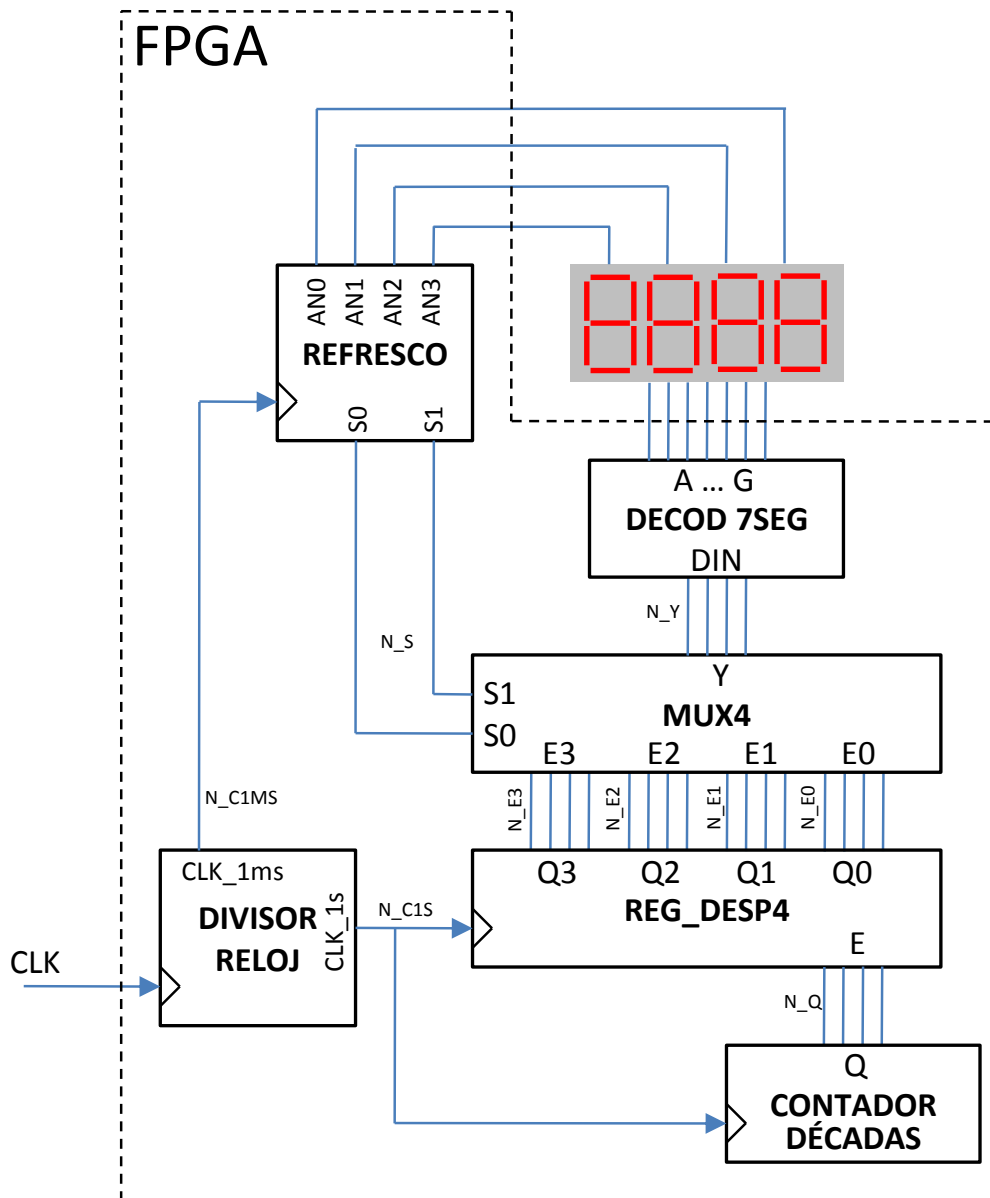 FPGA
AN0
AN1
AN2
AN3
REFRESCO
S0
S1
A ... G
DECOD 7SEG
DIN
N_Y
N_S
Y
S1
MUX4
S0
E3 E2 E1 E0
N_C1MS
N_E3
N_E2
N_E1
N_E0
CLK_1ms
Q3 Q2 Q1 Q0
REG_DESP4
DIVISOR
RELOJ
CLK_1s
N_C1S
E
CLK
N_Q
Q
CONTADOR
DÉCADAS